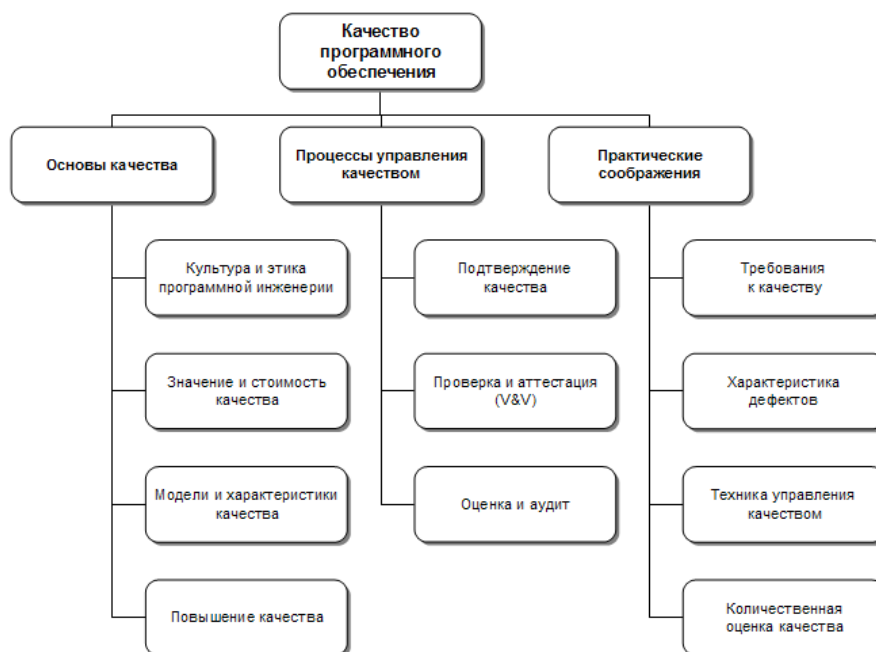 Качество
программного
обеспечения
Основы качества
Процессы управления
качеством
Практические
соображения
Культура и этика
программной инженерии
Значение и стоимость
качества
Модели и характеристики
качества
Повышение качества
Подтверждение
качества
Проверка и аттестация
(V&V)
Оценка и аудит
Требования
к качеству
Характеристика
дефектов
Техника управления
качеством
Количественная
оценка качества